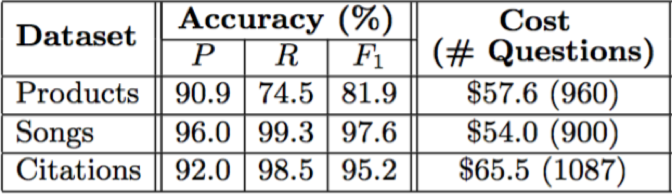 Dataset Accuracy (%) Cost
P R F1 (# Questions)
Products 90.9 74.5 81.9 $57.6 (960)
Songs 96.0 99.3 97.6 $54.0 (900)
Citations 92.0 98.5 95.2 $65.5 (1087)